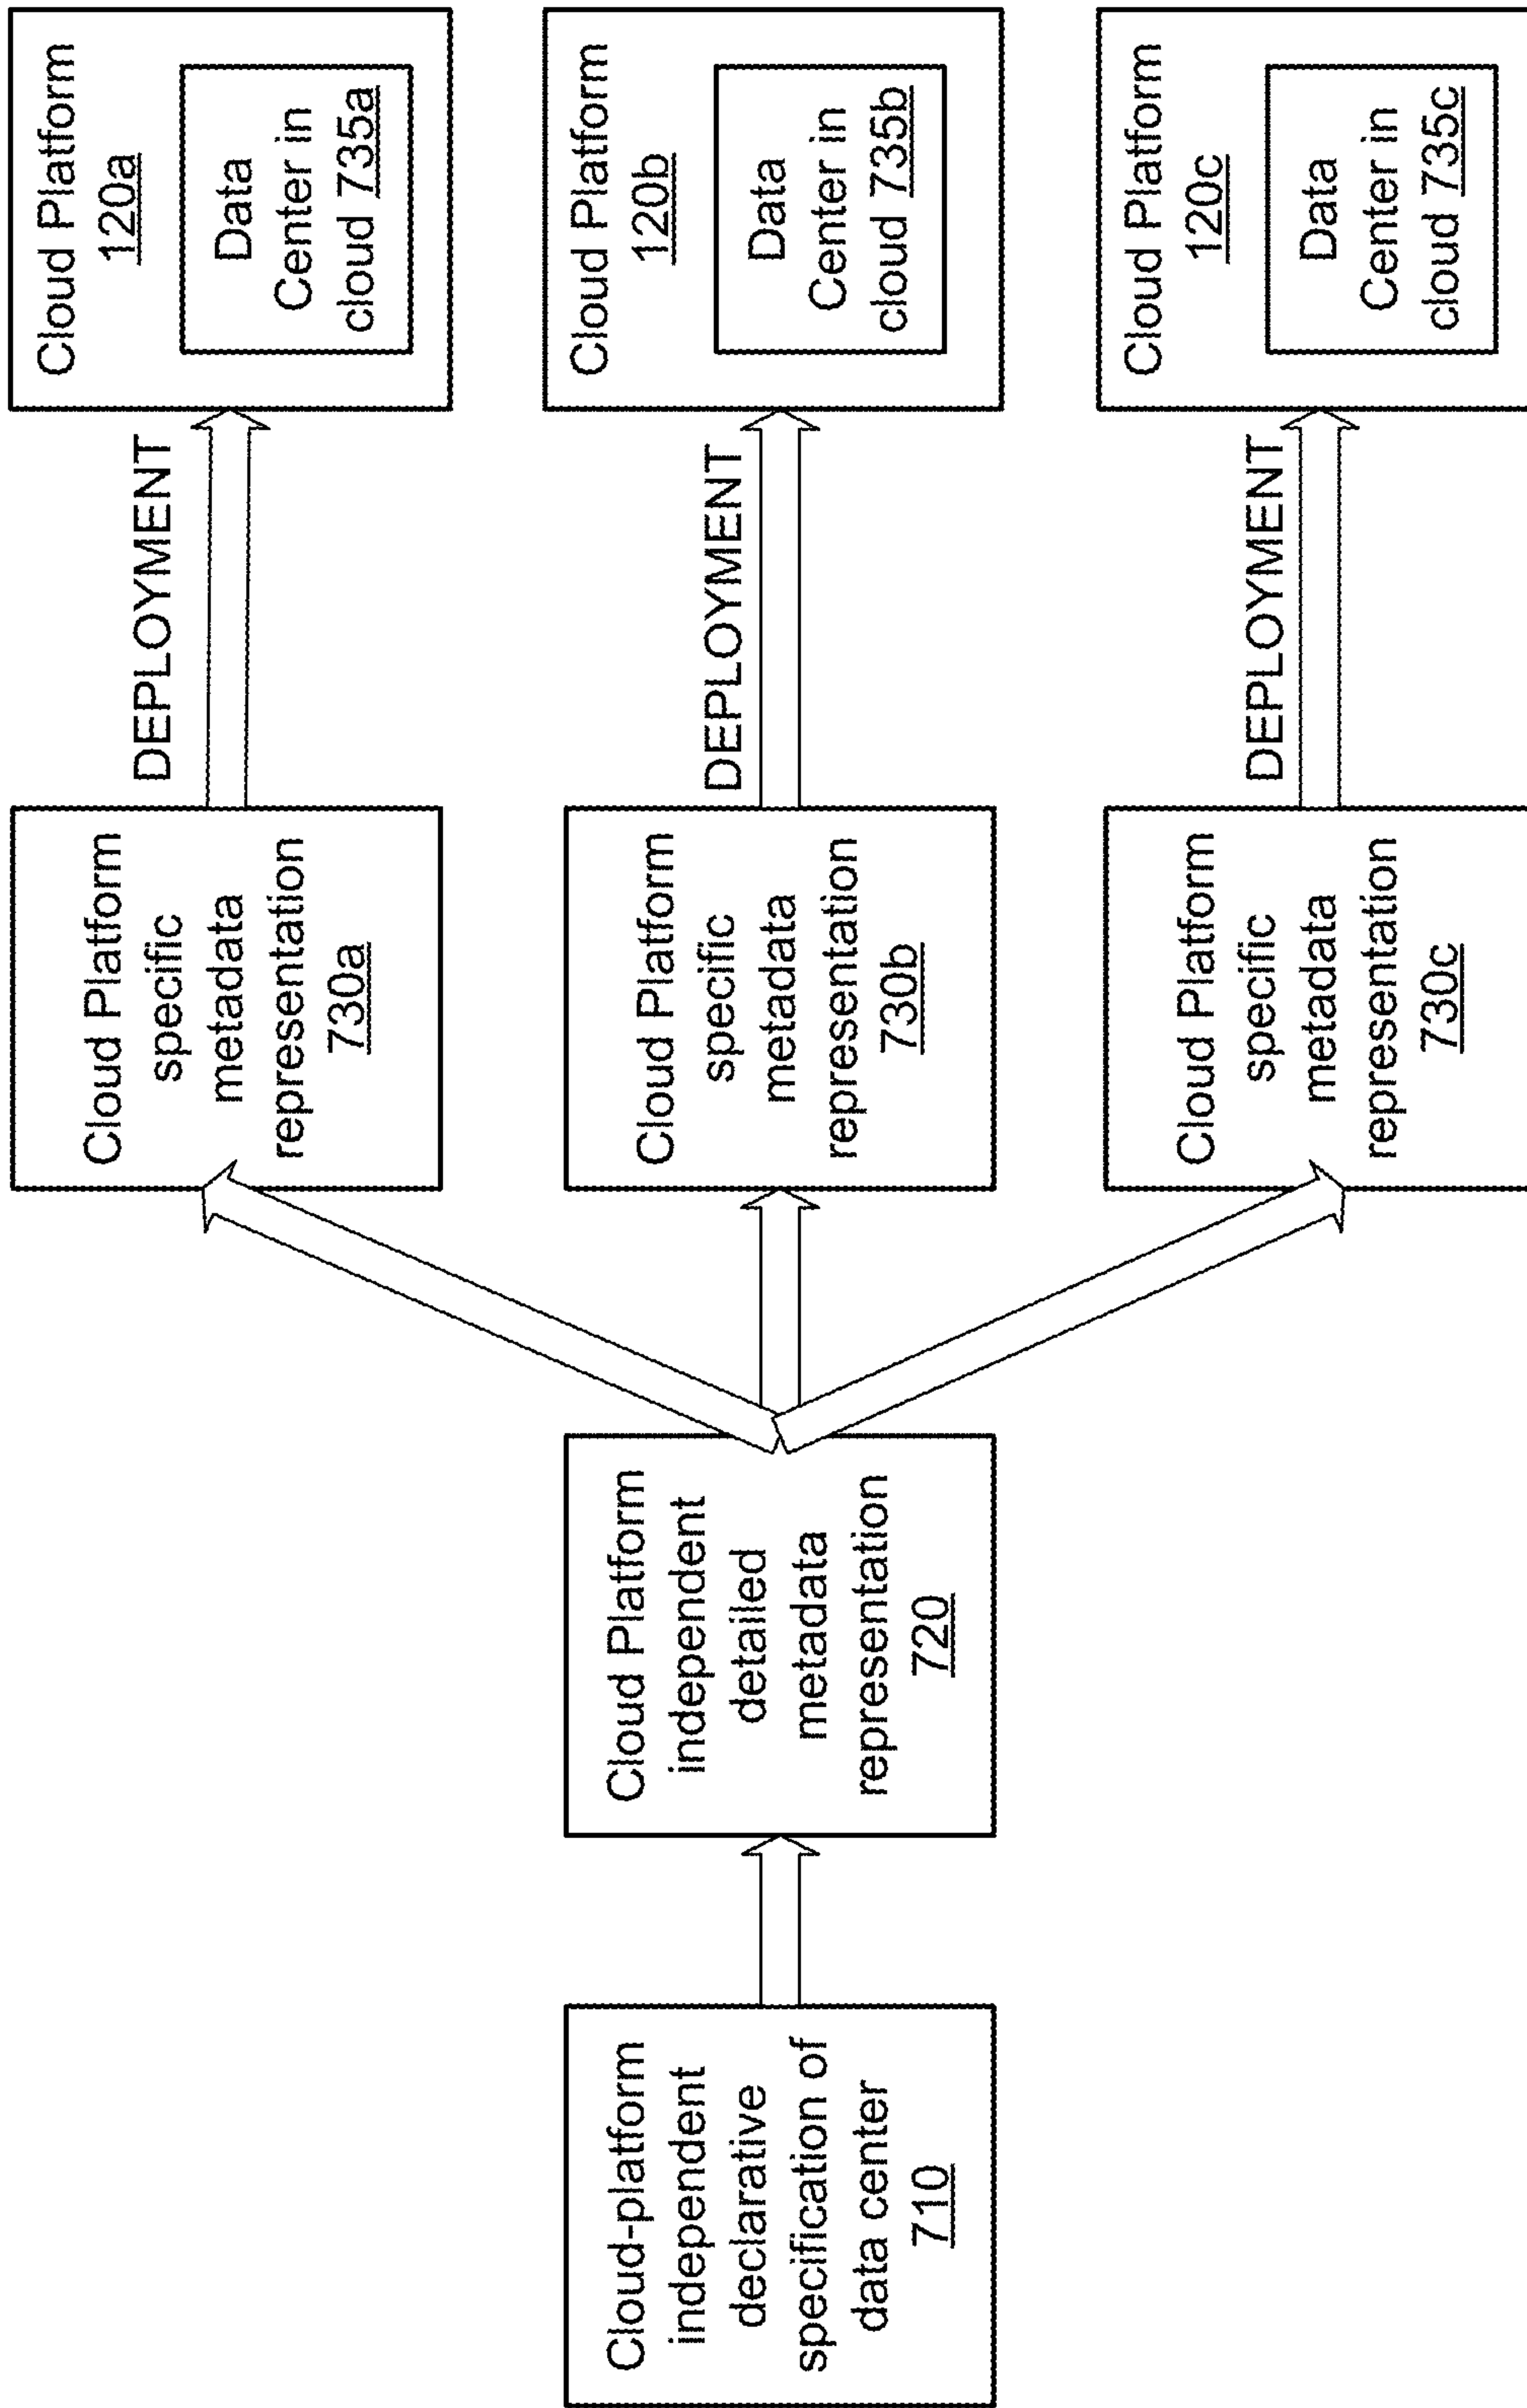 Cloud-platform
independent
declarative
specification of
data center
710
Cloud Platform
independent
detailed
metadata
representation
720
Cloud Platform
specific
metadata
representation
730a
DEPLOYMENT
Cloud Platform
120a
Data
Center in
cloud 735a
Cloud Platform
specific
metadata
representation
730b
DEPLOYMENT
Cloud Platform
120b
Data
Center in
cloud 735b
Cloud Platform
specific
metadata
representation
730c
DEPLOYMENT
Cloud Platform
120c
Data
Center in
cloud 735c